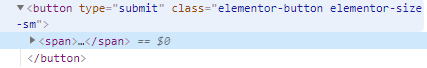 ▼<button type="submit" class="elementor-button elementor-size
-sm">
▶<span>…</span> == $0
</button>